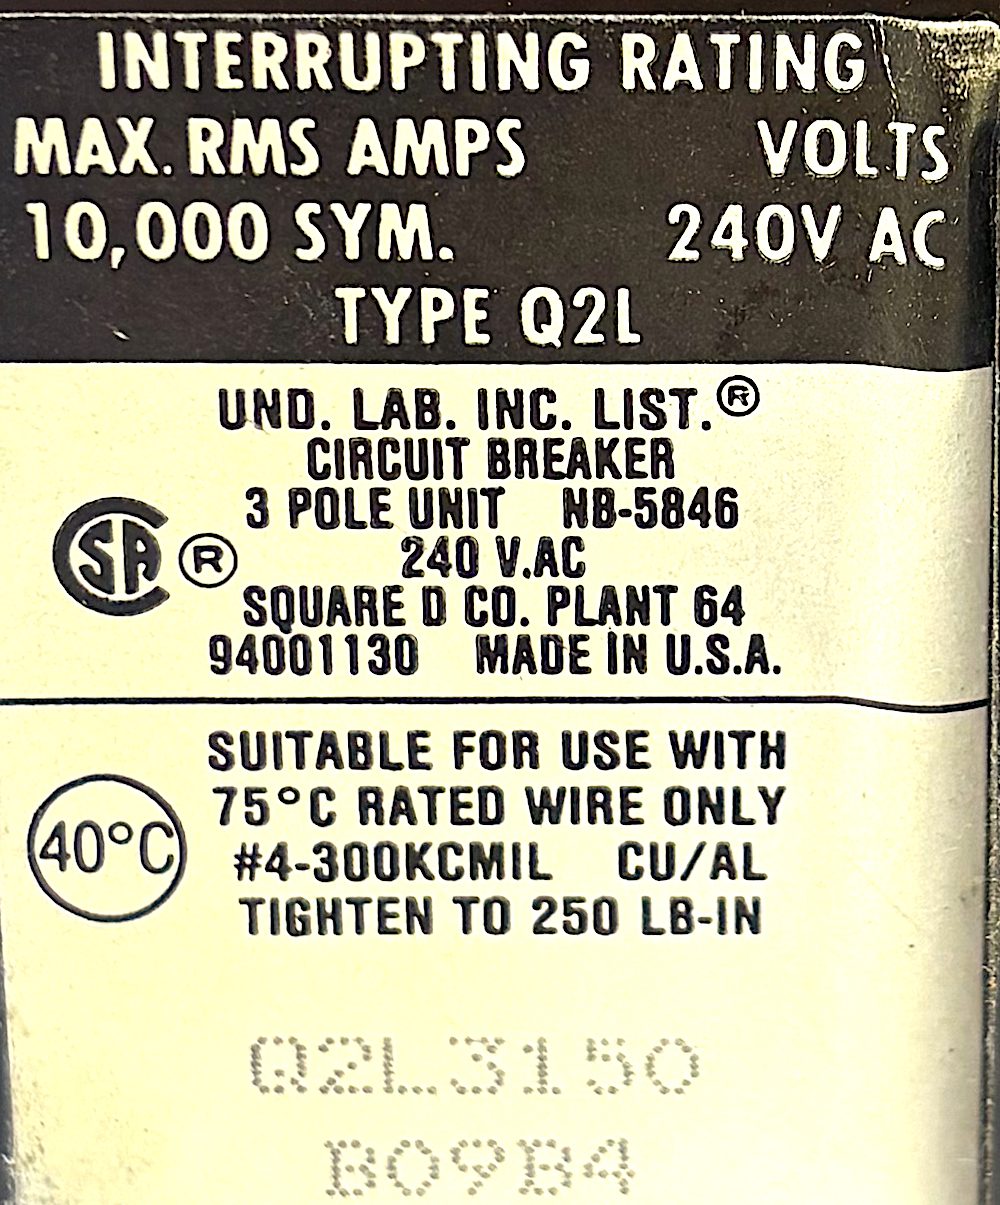 INTERRUPTING RATING
MAX. RMS AMPS VOLTS
10,000 SYM. 240V AC
TYPE Q2L
UND. LAB. INC. LIST.®
CIRCUIT BREAKER
3 POLE UNIT NB-5846
SA ®
240 V.AC
SQUARE D CO. PLANT 64
94001130 MADE IN U.S.A.
SUITABLE FOR USE WITH
75°C RATED WIRE ONLY
40°C
#4-300KCMIL CU/AL
TIGHTEN TO 250 LB-IN
Q2L3150
B09B4